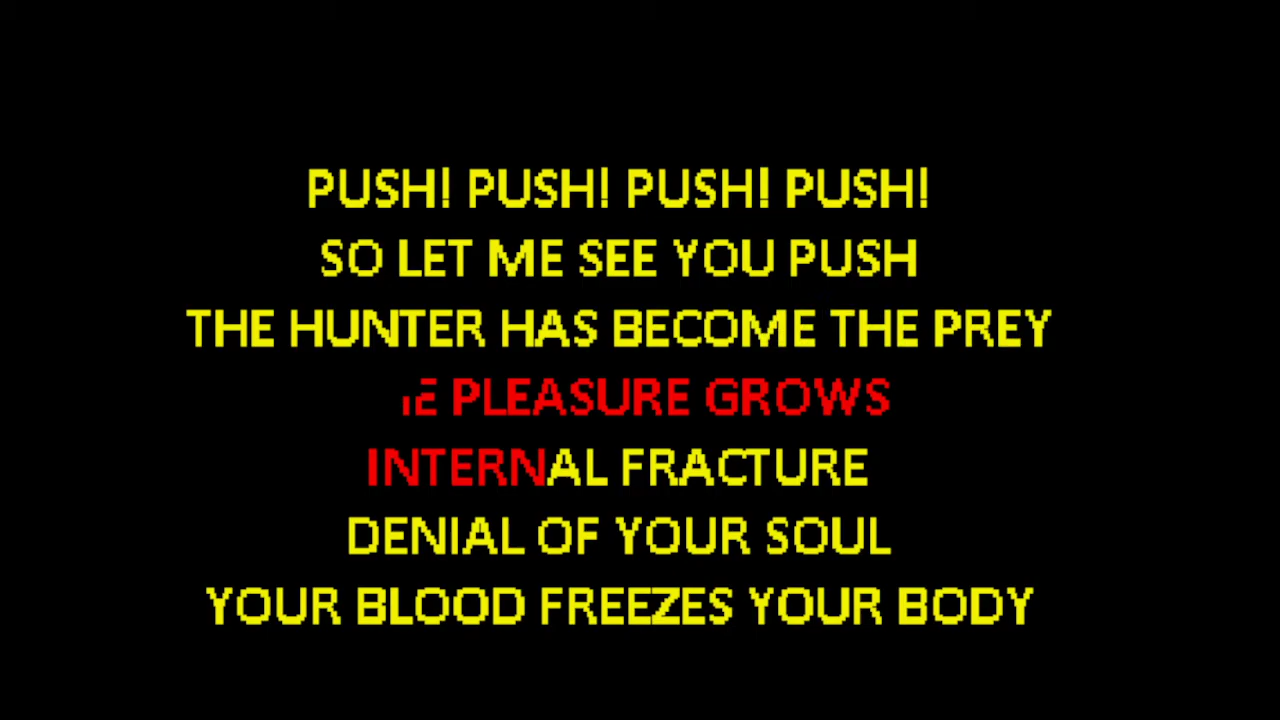 PUSH! PUSH! PUSH! PUSH!
SO LET ME SEE YOU PUSH
THE HUNTER HAS BECOME THE PREY
PLEASURE GROWS
INTERNAL FRACTURE
DENIAL OF YOUR SOUL
YOUR BLOOD FREEZES YOUR BODY